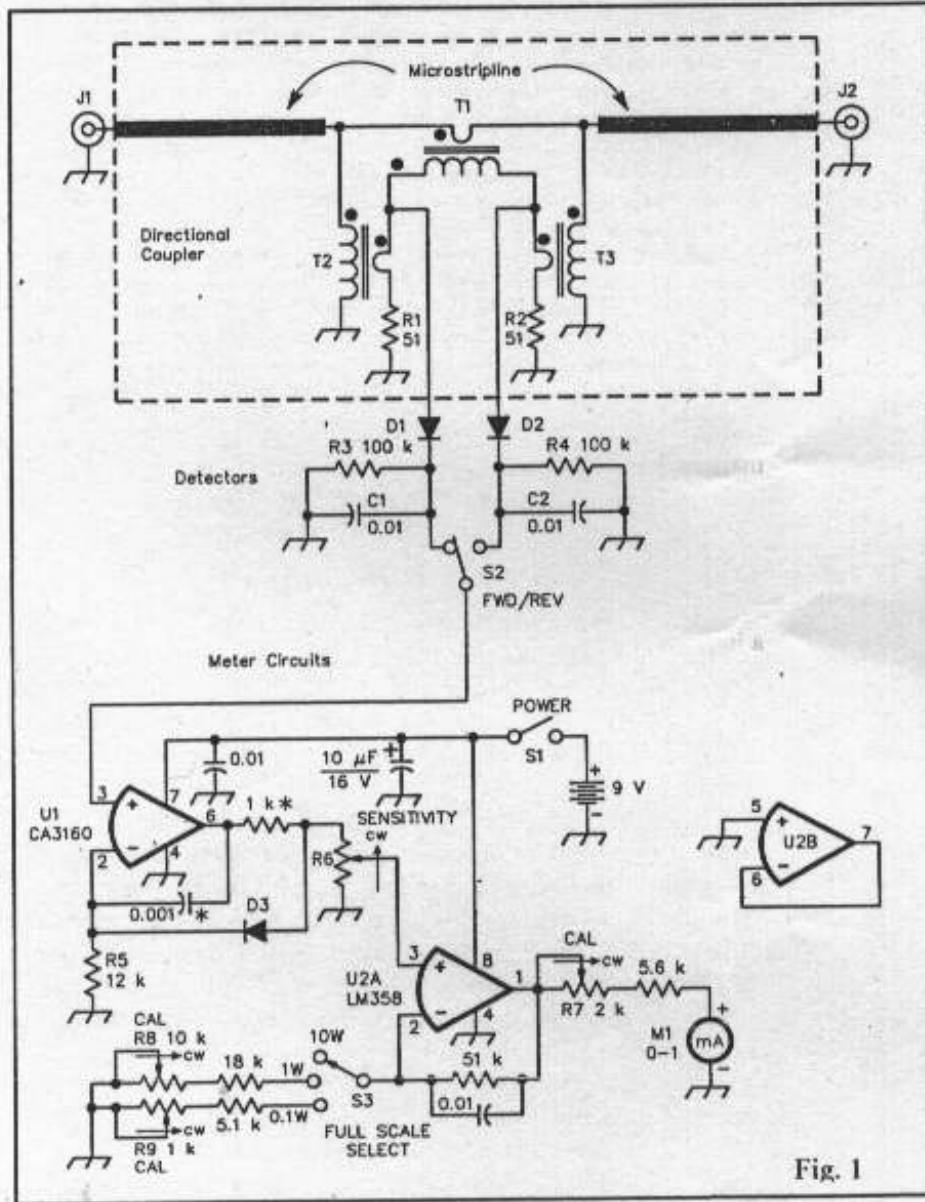 Microstripline
J1
T1
J2
Directional
Coupler
T2
T3
R1
51
R2
51
D1
D2
R3 100 k
R4 100 k
Detectors
C1
0.01
C2
0.01
S2
FWD/REV
Meter Circuits
POWER
S1
0.01
10 µF
16 V
+
9 V
-
SENSITIVITY
CW
U1
CA3160
3
+
7
6
2
-
4
1 k*
R6
0.001 *
D3
R5
12 k
5
+
U2B
7
6
-
3
+
8
U2A
LM358
1
2
-
4
CAL
CW
R7 2 k
5.6 k
+
M1
0-1
mA
-
CAL
R8 10 k
CW
18 k
10W
1W
S3
51 k
0.01
5.1 k
0.1W
R9 1 k
CW
CAL
FULL SCALE
SELECT
Fig. 1